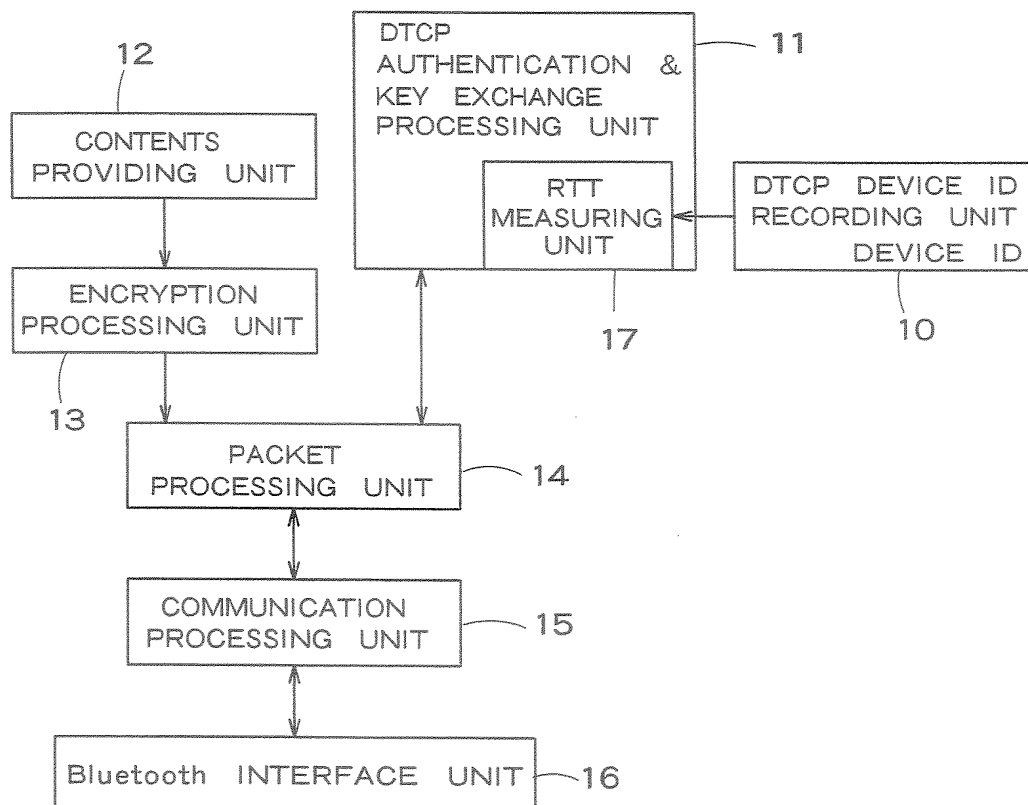 12
CONTENTS
PROVIDING UNIT
DTCP
AUTHENTICATION &
KEY EXCHANGE
PROCESSING UNIT
11
RTT
MEASURING
UNIT
17
DTCP DEVICE ID
RECORDING UNIT
DEVICE ID
10
ENCRYPTION
PROCESSING UNIT
13
PACKET
PROCESSING UNIT
14
COMMUNICATION
PROCESSING UNIT
15
Bluetooth INTERFACE UNIT
16